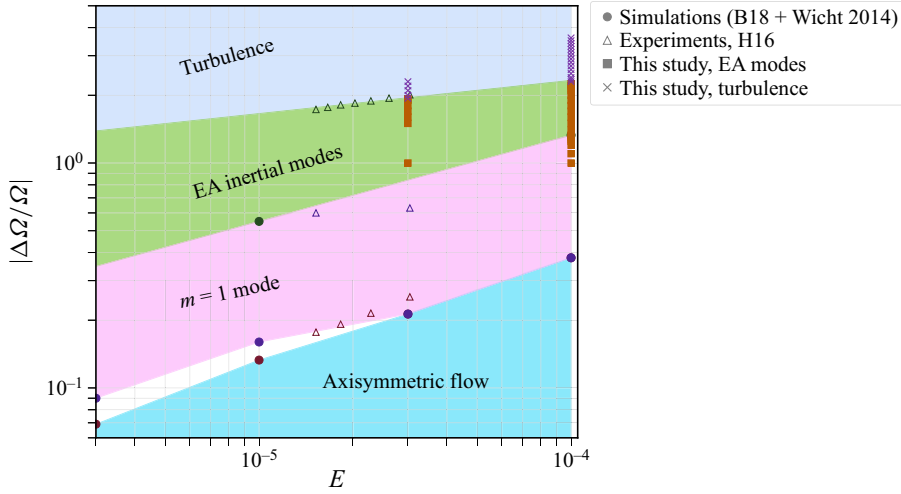 Turbulence
EA inertial modes
m = 1 mode
Axisymmetric flow
10⁰
10⁻¹
|ΔΩ/Ω|
10⁻⁵
10⁻⁴
E
Simulations (B18 + Wicht 2014)
Experiments, H16
This study, EA modes
This study, turbulence